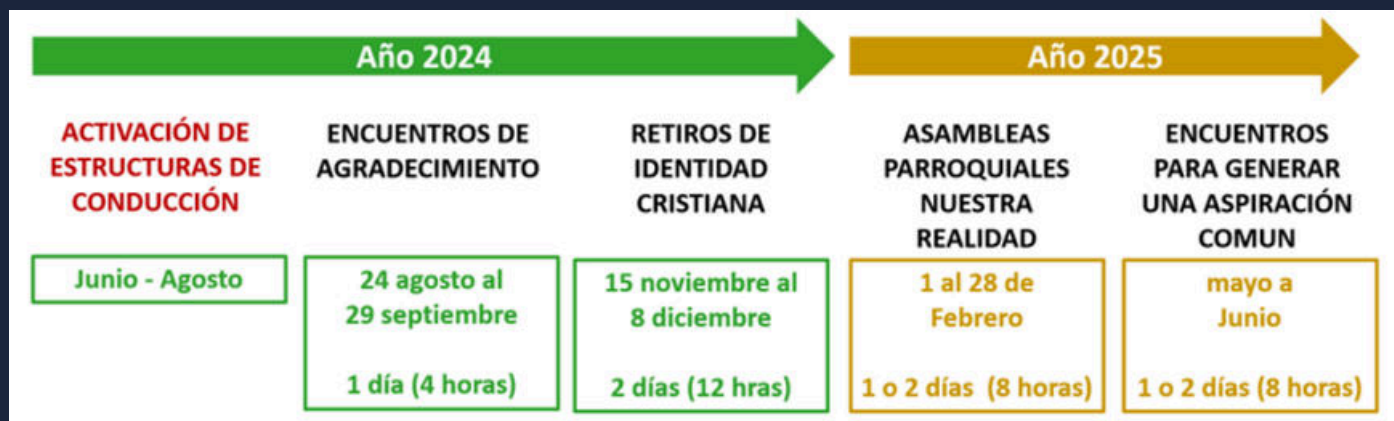 Año 2024
Año 2025
ACTIVACIÓN DE
ESTRUCTURAS DE
CONDUCCIÓN
ENCUENTROS DE
AGRADECIMIENTO
RETIROS DE
IDENTIDAD
CRISTIANA
ASAMBLEAS
PARROQUIALES
NUESTRA
REALIDAD
ENCUENTROS
PARA GENERAR
UNA ASPIRACIÓN
COMUN
Junio - Agosto
24 agosto al
29 septiembre
1 día (4 horas)
15 noviembre al
8 diciembre
2 días (12 hras)
1 al 28 de
Febrero
1 o 2 días (8 horas)
mayo a
Junio
1 o 2 días (8 horas)